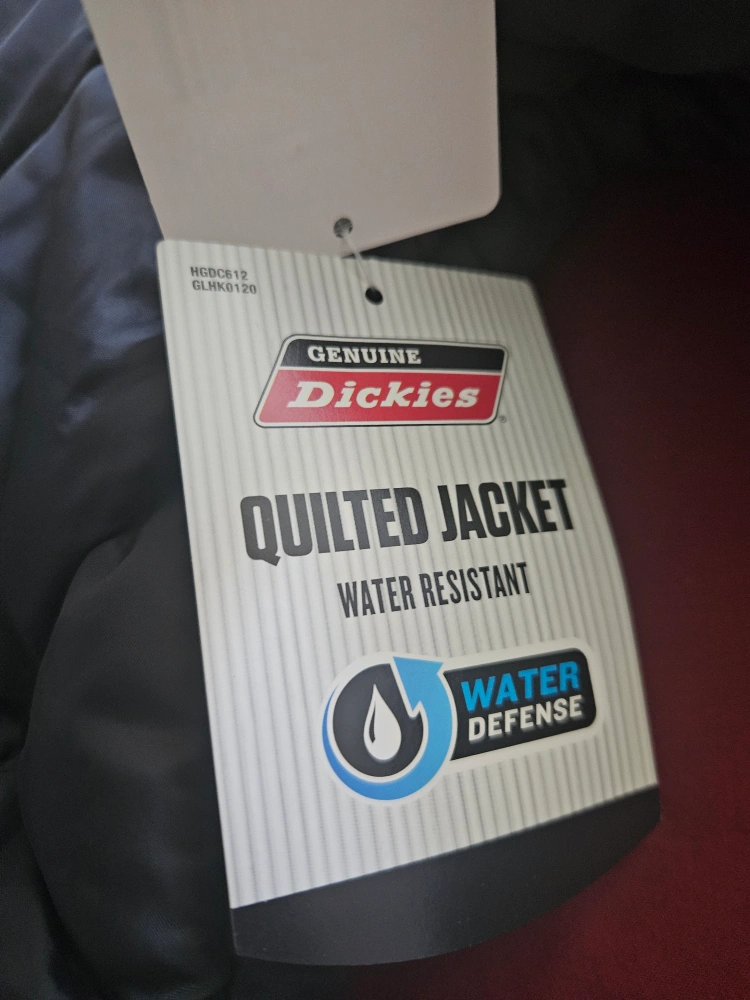 HGDC612
GLHK0120
GENUINE
Dickies®
QUILTED JACKET
WATER RESISTANT
WATER
DEFENSE